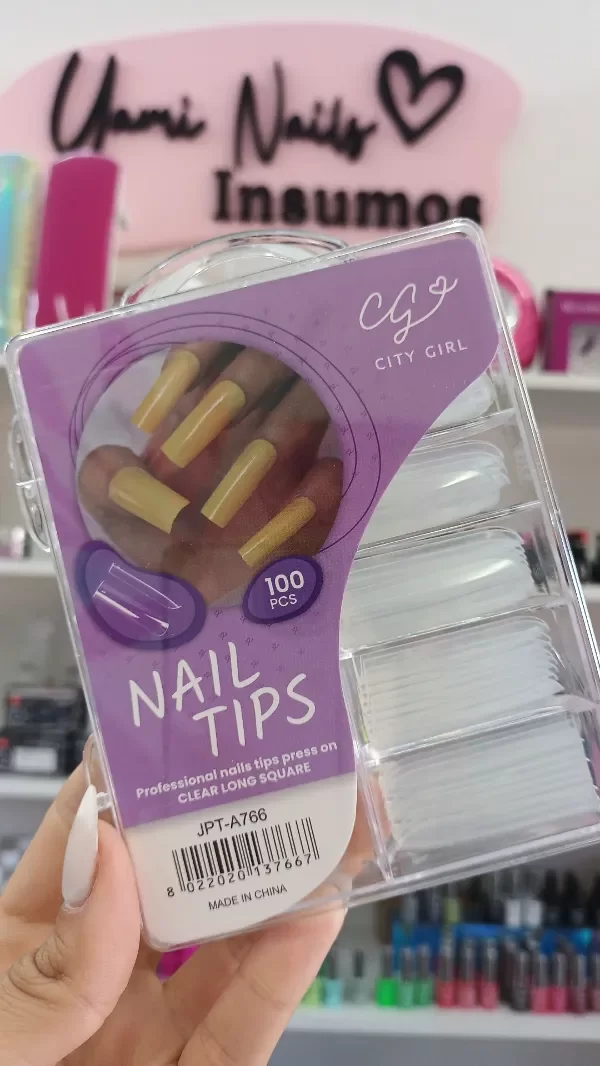 Yami Nails
Insumos
CG
CITY GIRL
100
PCS
NAIL
TIPS
Professional nails tips press on
CLEAR LONG SQUARE
JPT-A766
8 022020 137667
MADE IN CHINA